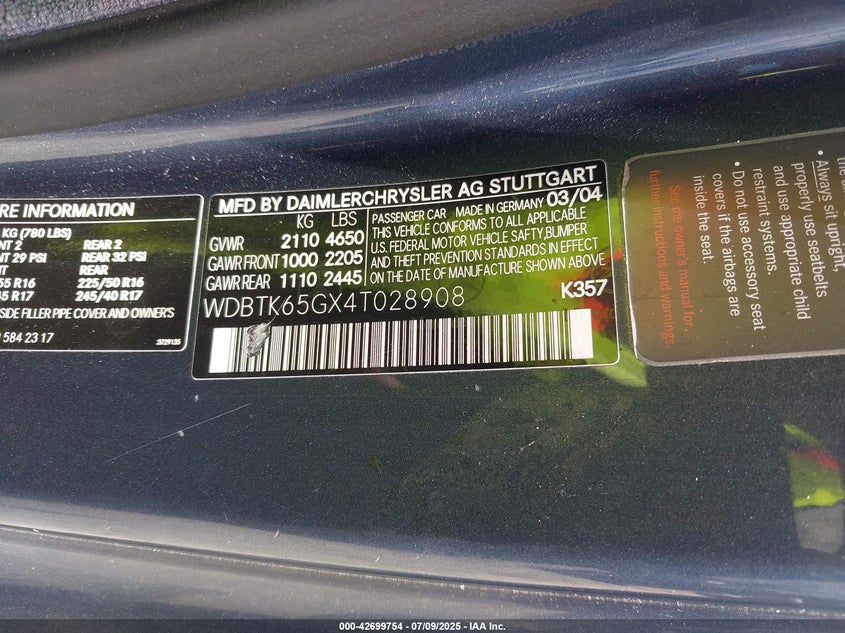 RE INFORMATION
KG (780 LBS)
2 REAR 2
29 PSI REAR 32 PSI
REAR
R16 225/50 R16
R17 245/40 R17
SIDE FILLER PIPE COVER AND OWNER'S
584 23 17
MFD BY DAIMLERCHRYSLER AG STUTTGART
KG LBS
GVWR 2110 4650
GAWR FRONT 1000 2205
GAWR REAR 1110 2445
PASSENGER CAR MADE IN GERMANY 03/04
THIS VEHICLE CONFORMS TO ALL APPLICABLE
U.S. FEDERAL MOTOR VEHICLE SAFTY,BUMPER
AND THEFT PREVENTION STANDARDS IN EFFECT
ON THE DATE OF MANUFACTURE SHOWN ABOVE
WDBTK65GX4T028908 K357
• Always sit upright,
properly use seatbelts
and use appropriate child
restraint systems.
• Do not use accessory seat
covers if the airbags are
inside the seat.
See the owner's manual for
further instructions.
000-42699754 - 07/09/2025 - IAA Inc.